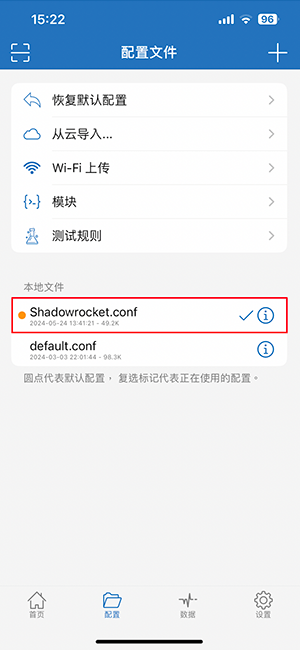 15:22
96
配置文件
恢复默认配置
从云导入...
Wi-Fi 上传
模块
测试规则
本地文件
Shadowrocket.conf
2024-05-24 13:41:21 - 49.2K
default.conf
2024-03-03 22:01:44 - 98.3K
圆点代表默认配置，复选标记代表正在使用的配置。
首页
配置
数据
设置